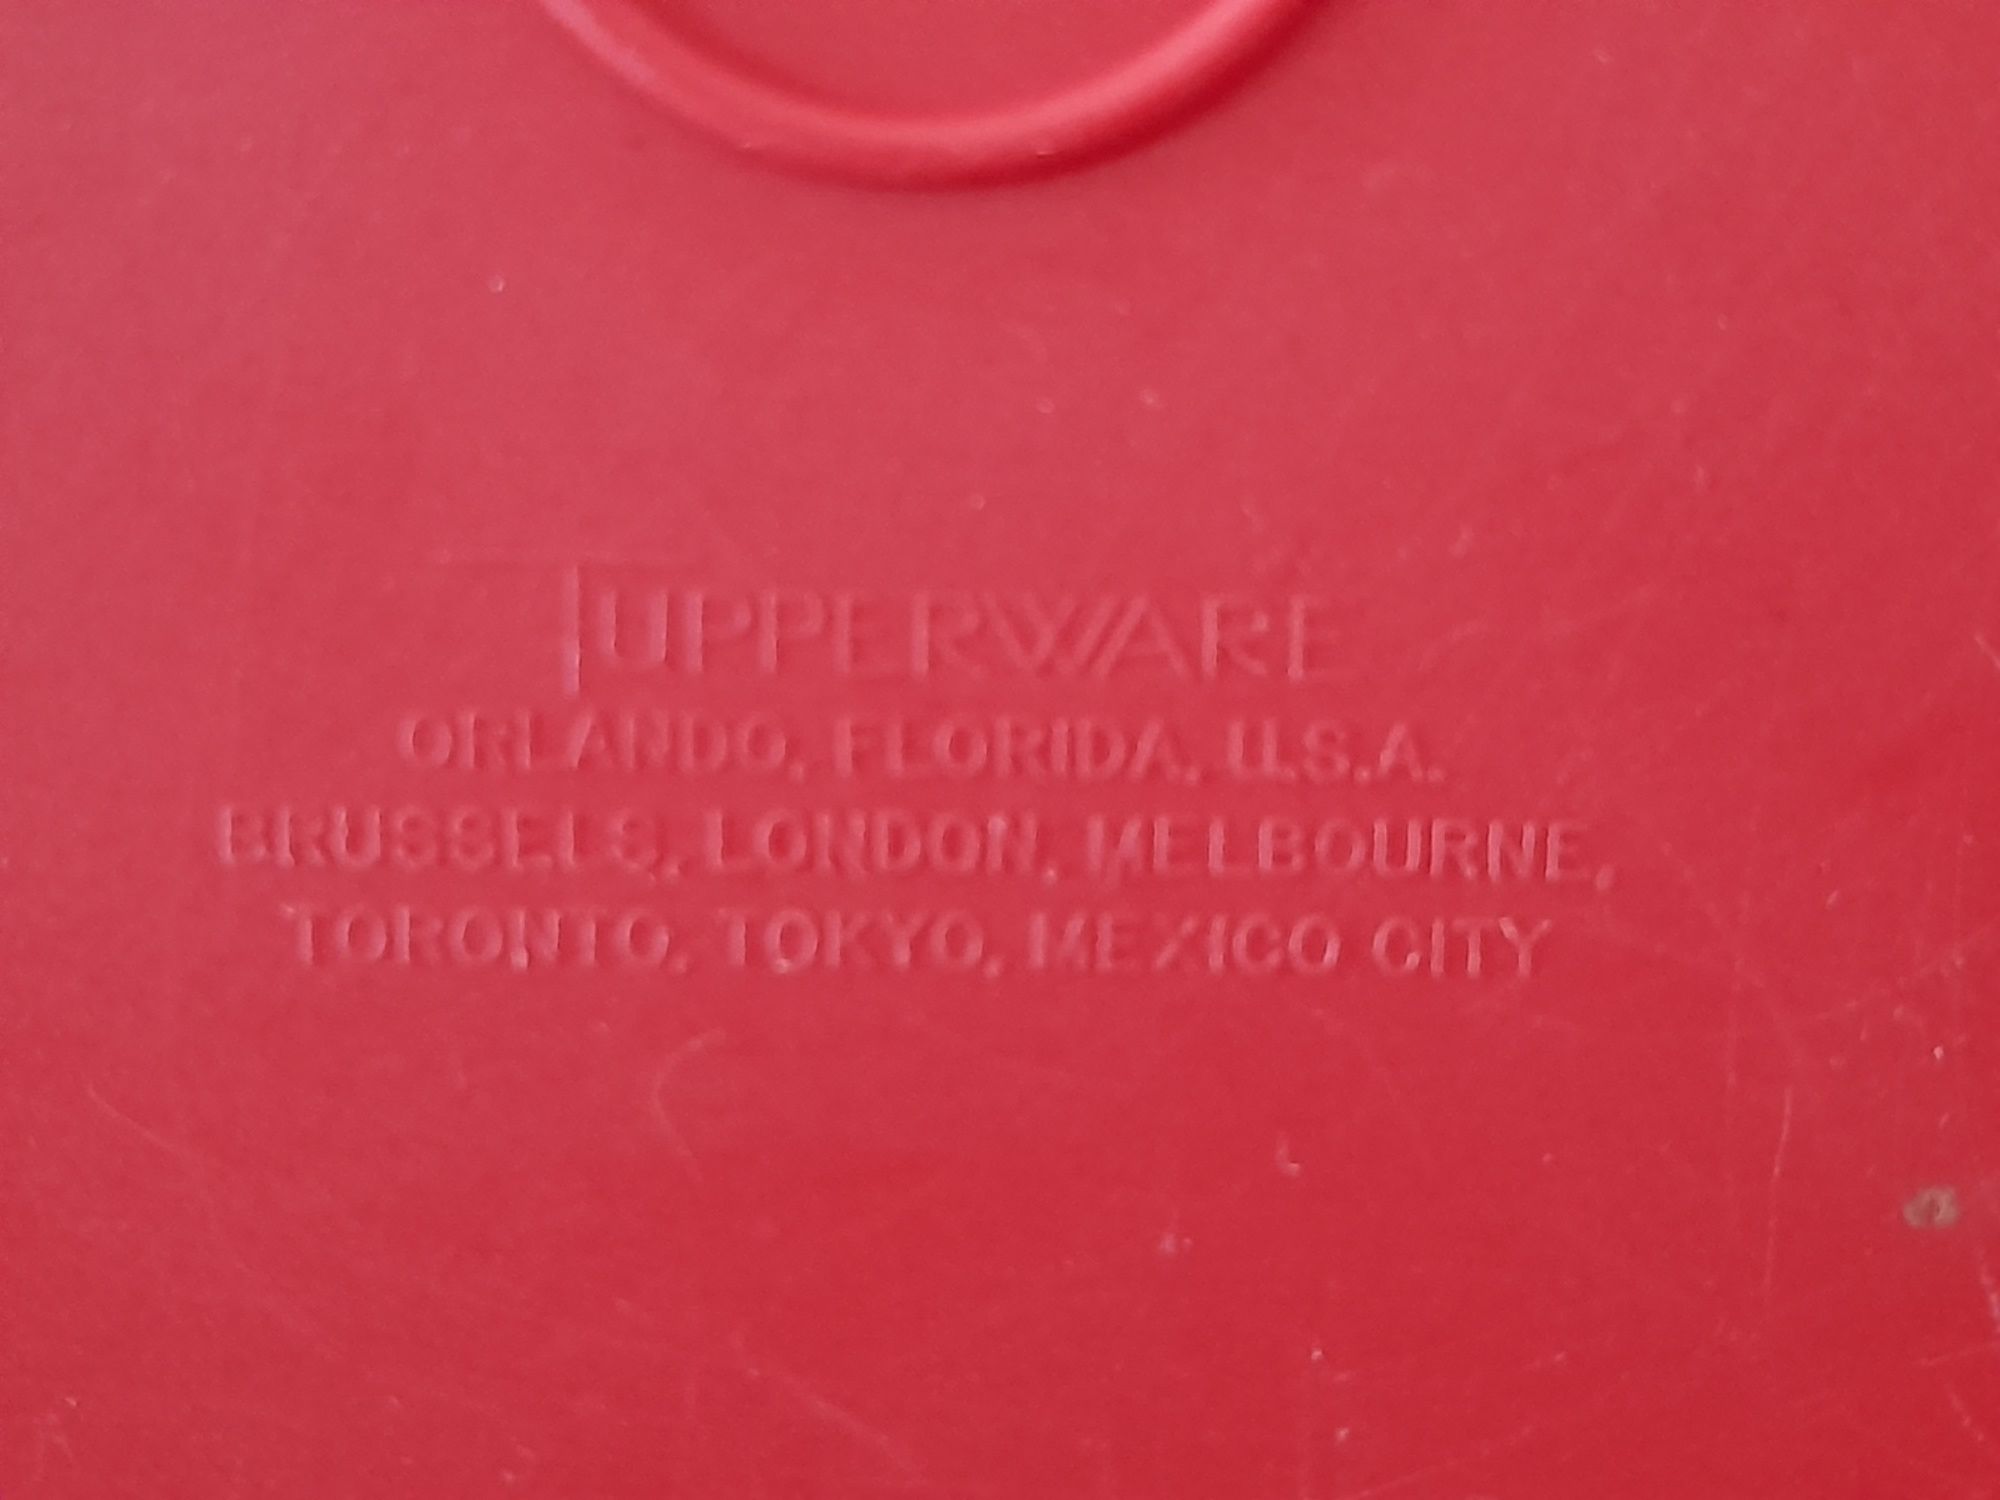 TUPPERWARE
ORLANDO, FLORIDA, U.S.A.
BRUSSELS, LONDON, MELBOURNE,
TORONTO, TOKYO, MEXICO CITY